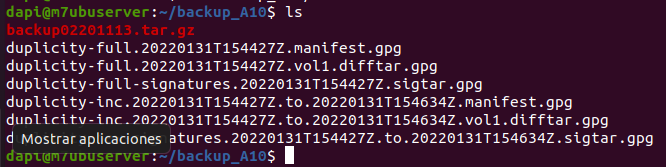 dapi@m7ubuserver:~/backup_A10$ ls
backup02201113.tar.gz
duplicity-full.20220131T154427Z.manifest.gpg
duplicity-full.20220131T154427Z.vol1.difftar.gpg
duplicity-full-signatures.20220131T154427Z.sigtar.gpg
duplicity-inc.20220131T154427Z.to.20220131T154634Z.manifest.gpg
duplicity-inc.20220131T154427Z.to.20220131T154634Z.vol1.difftar.gpg
Mostrar aplicaciones atures.20220131T154427Z.to.20220131T154634Z.sigtar.gpg
dapi@m7ubuserver:~/backup_A10$